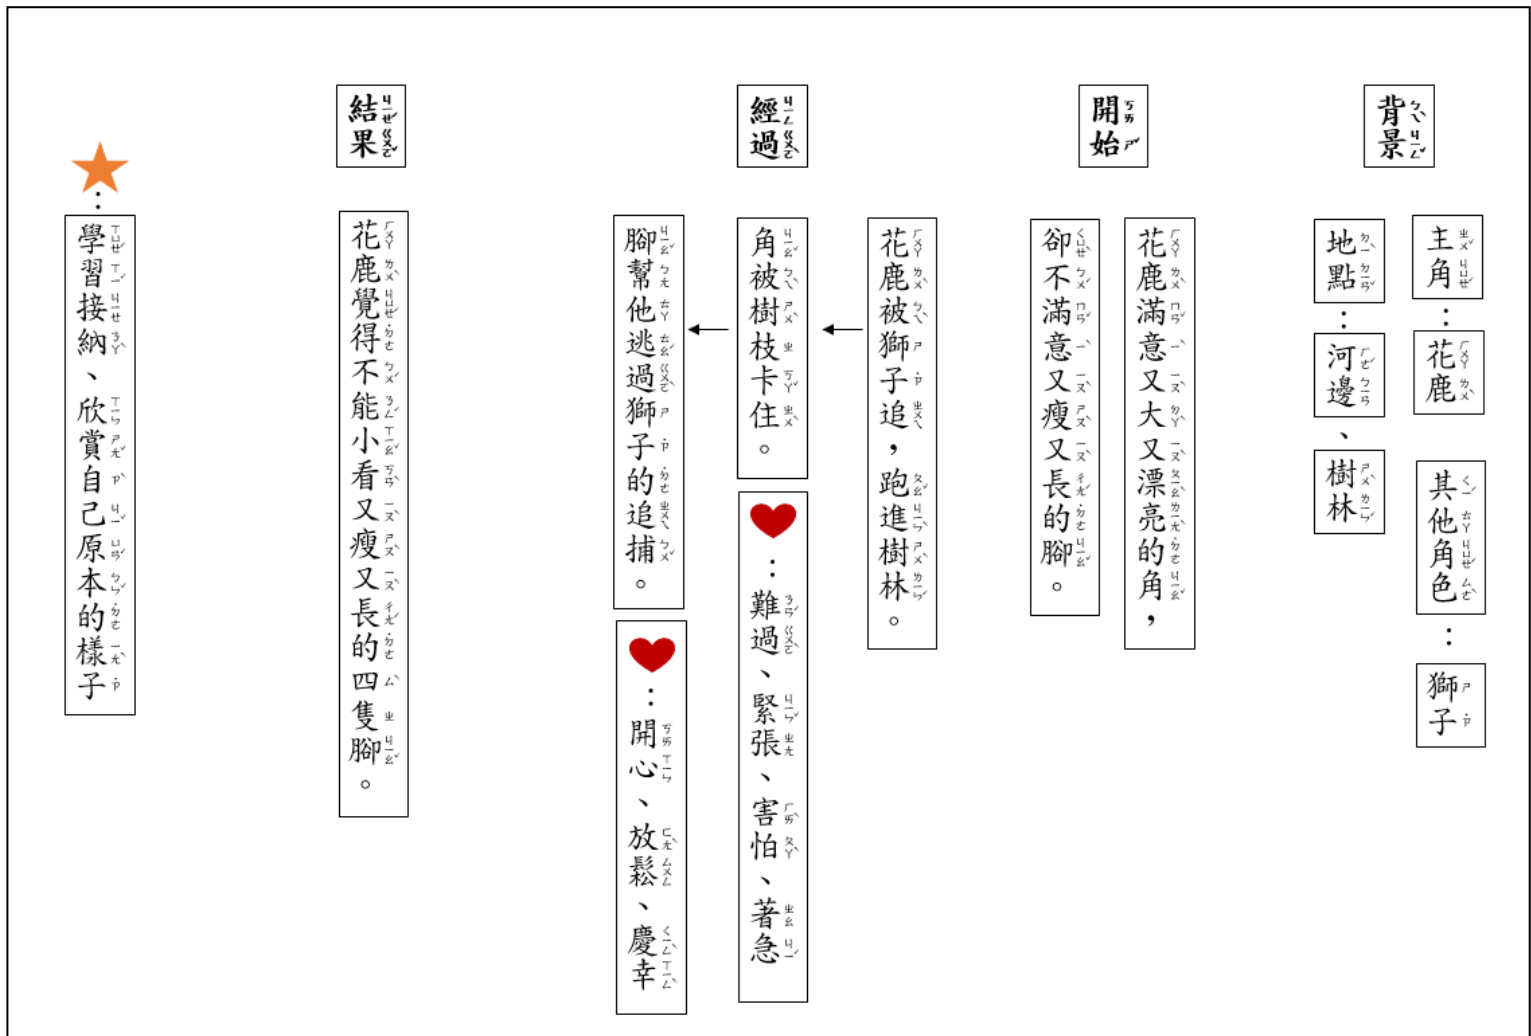 背景
主角：花鹿
其他角色：獅子
地點：河邊、樹林
開始
花鹿滿意又大又漂亮的角，
卻不滿意又瘦又長的腳。
經過
花鹿被獅子追，跑進樹林。
角被樹枝卡住。
：難過、緊張、害怕、著急
腳幫他逃過獅子的追捕。
：開心、放鬆、慶幸
結果
花鹿覺得不能小看又瘦又長的四隻腳。
：學習接納、欣賞自己原本的樣子